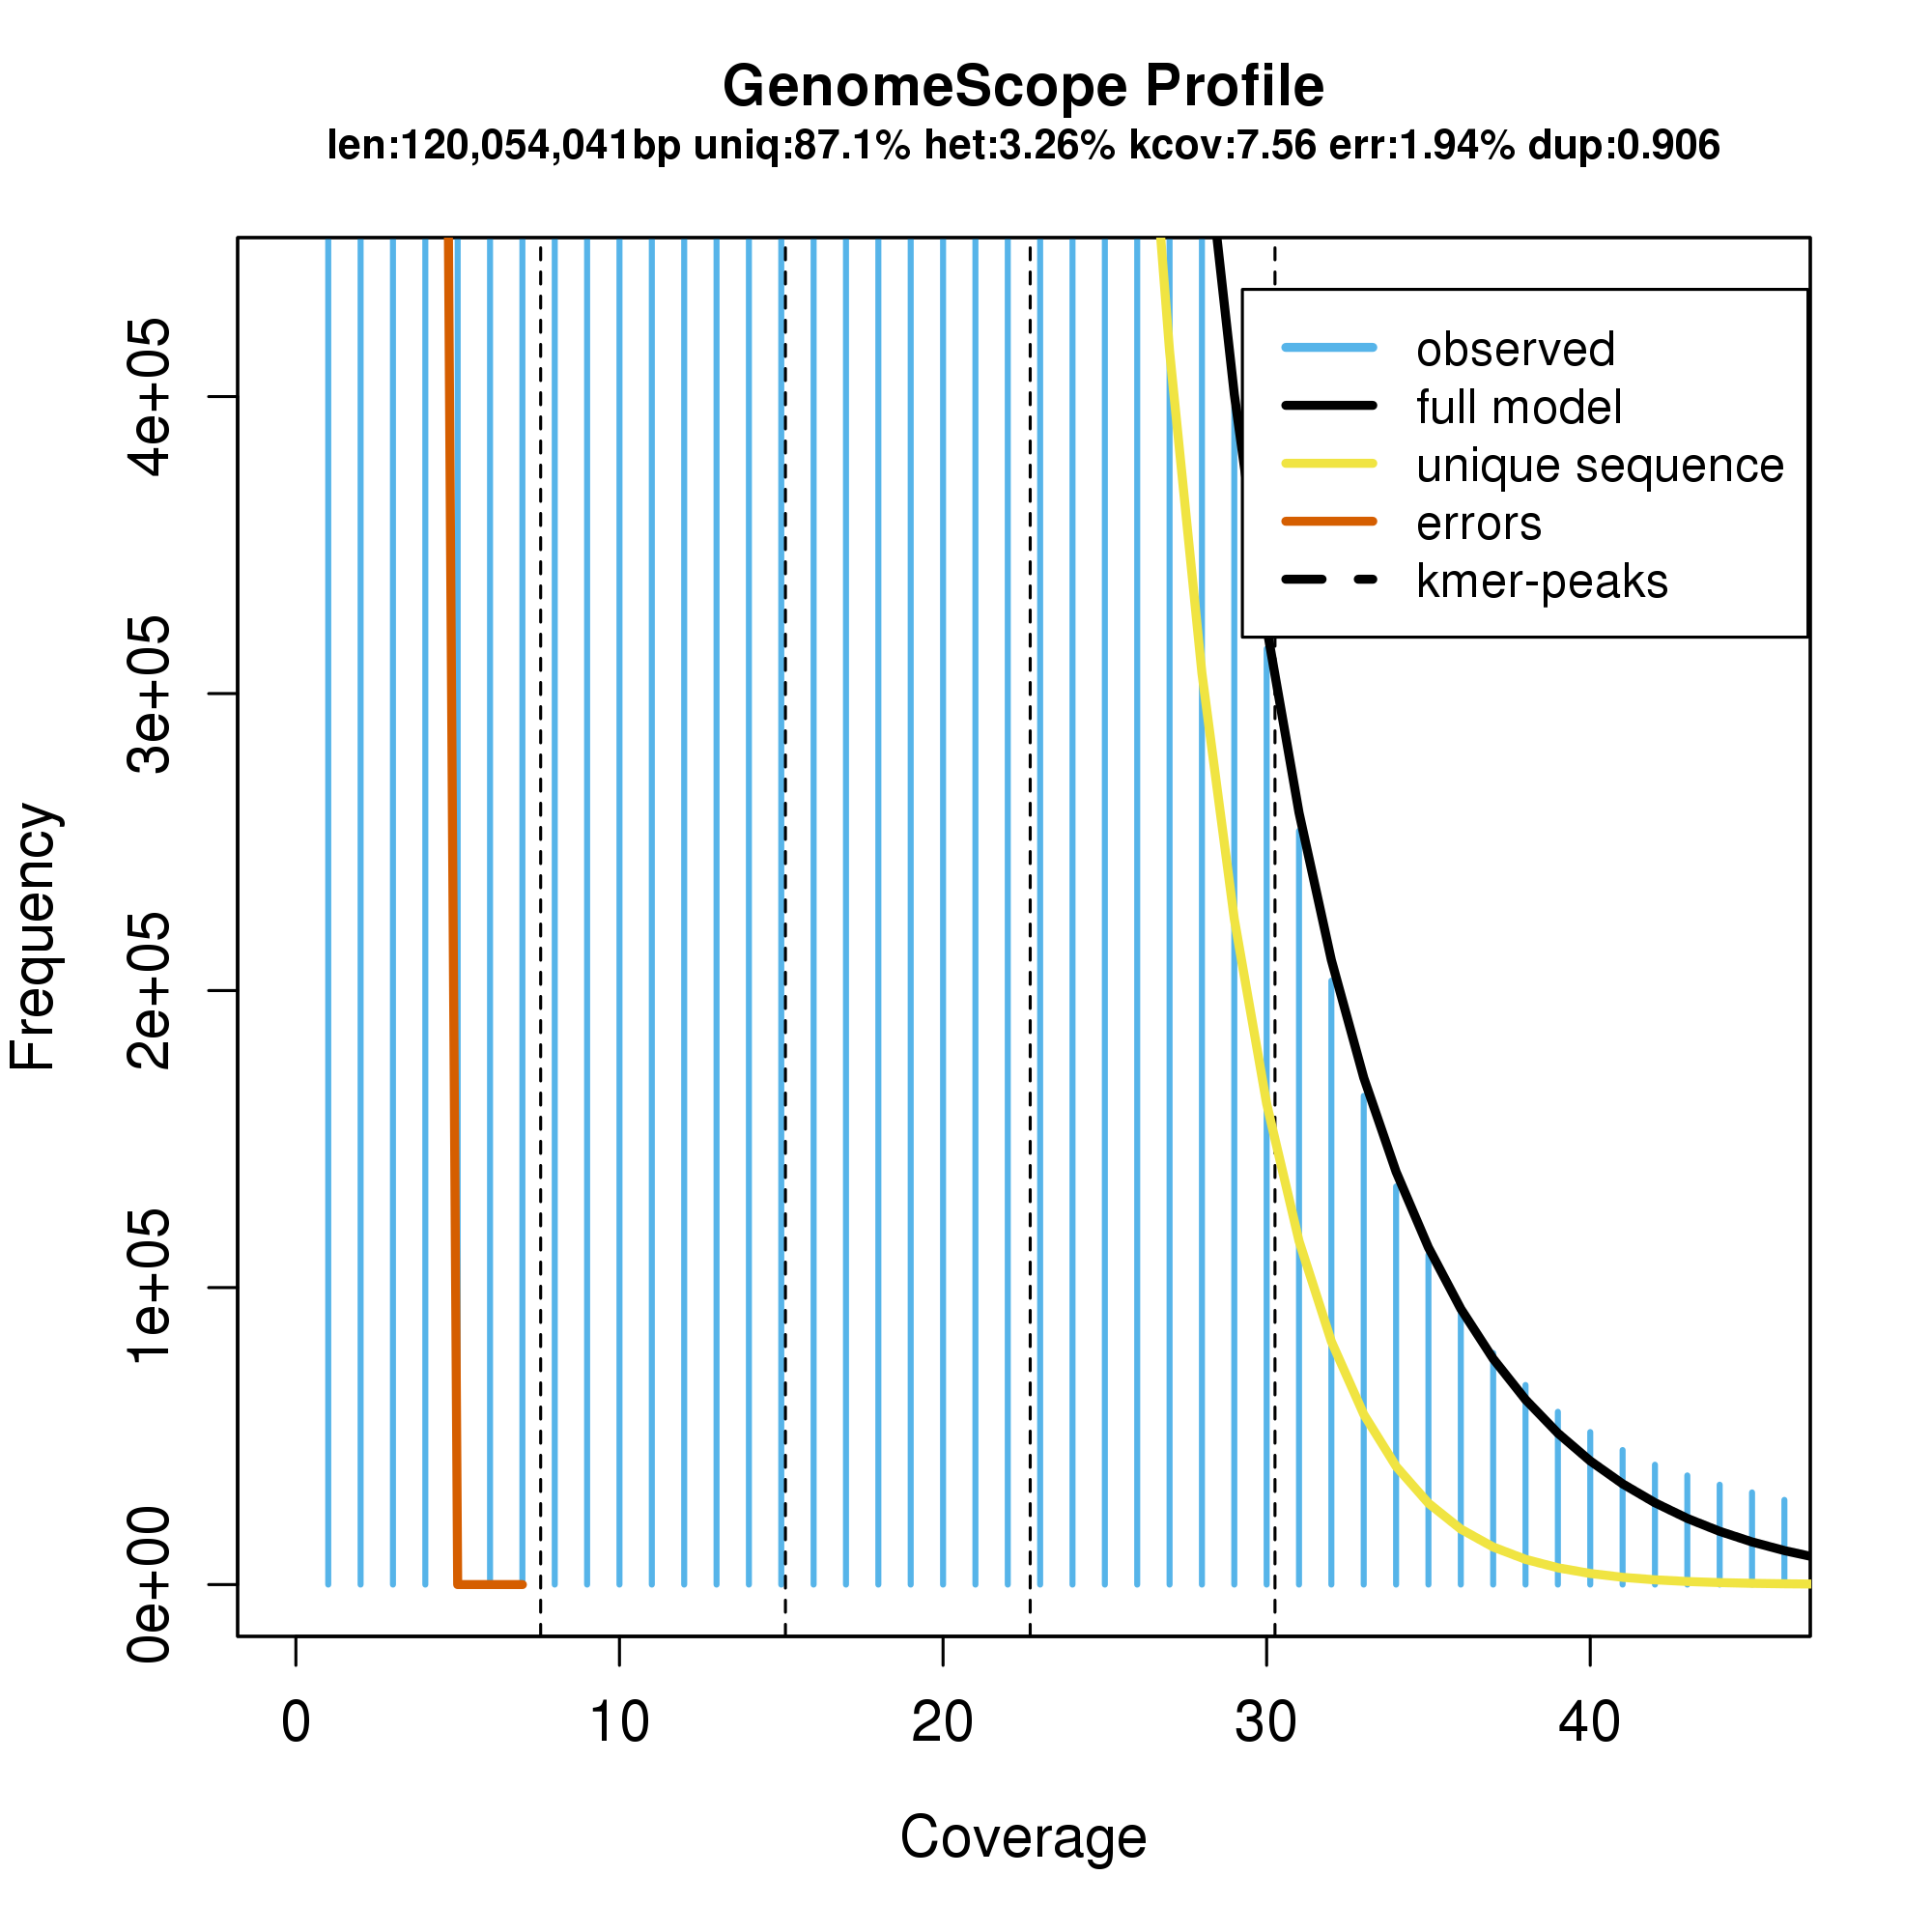 GenomeScope Profile
len:120,054,041bp uniq:87.1% het:3.26% kcov:7.56 err:1.94% dup:0.906
observed
full model
unique sequence
errors
kmer-peaks
Frequency
4e+05
3e+05
2e+05
1e+05
0e+00
0 10 20 30 40
Coverage